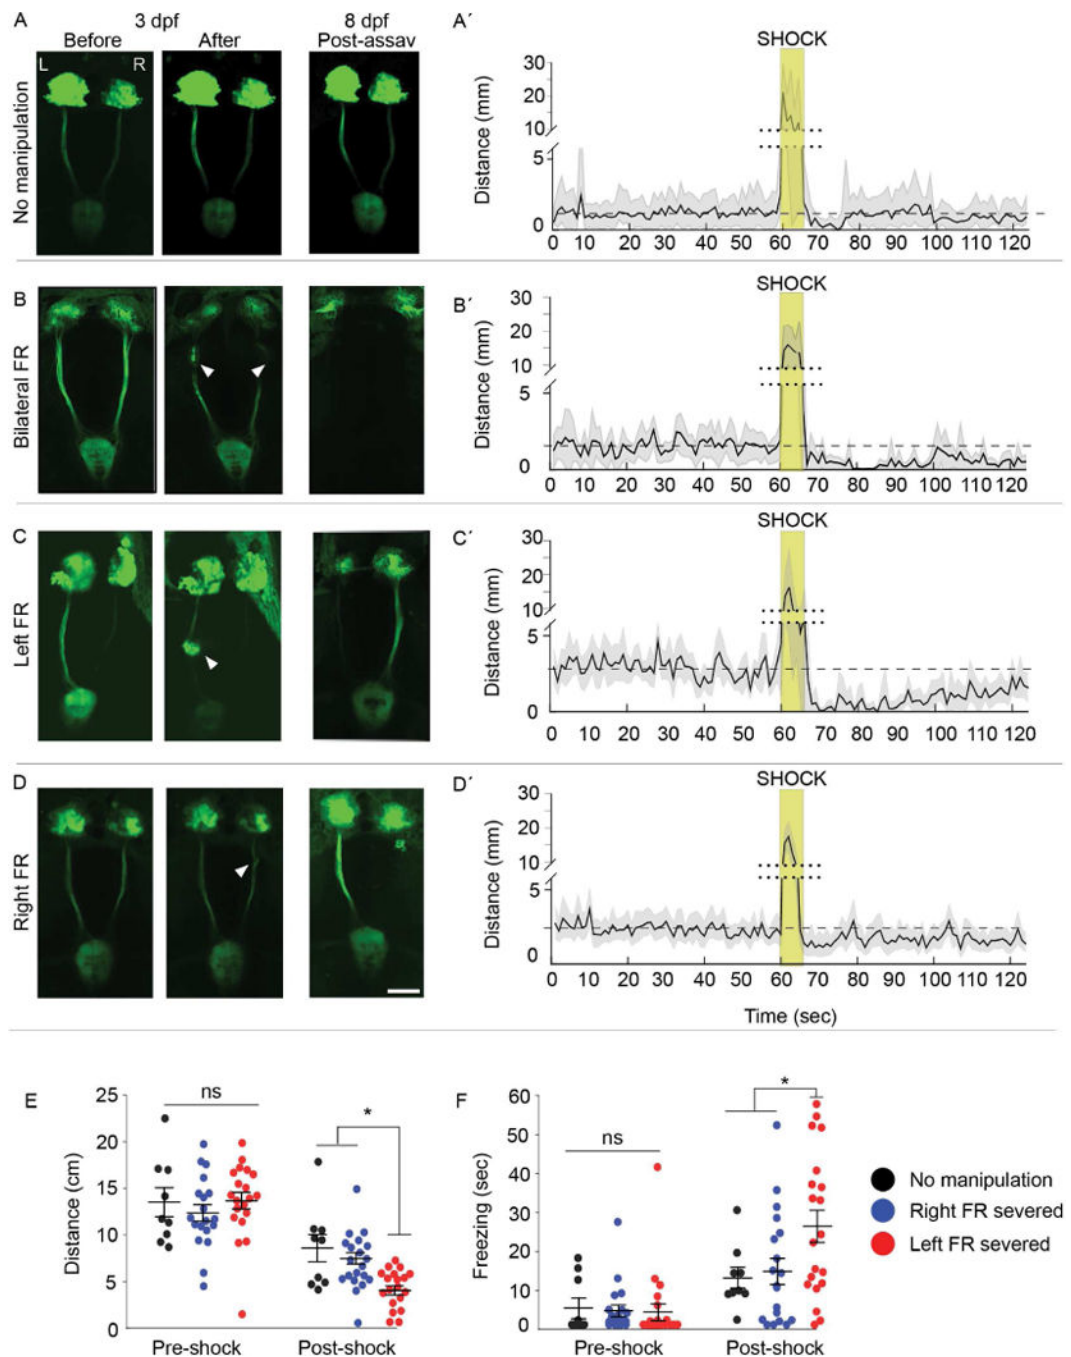 A
3 dpf
8 dpf
Before
After
Post-assav
L
R
No manipulation
A´
SHOCK
Distance (mm)
30
20
10
5
0
0 10 20 30 40 50 60 70 80 90 100 110 120
B
Bilateral FR
B´
SHOCK
Distance (mm)
30
20
10
5
0
0 10 20 30 40 50 60 70 80 90 100 110 120
C
Left FR
C´
SHOCK
Distance (mm)
30
20
10
5
0
0 10 20 30 40 50 60 70 80 90 100 110 120
D
Right FR
D´
SHOCK
Distance (mm)
30
20
10
5
0
0 10 20 30 40 50 60 70 80 90 100 110 120
Time (sec)
E
Distance (cm)
25
20
15
10
5
0
ns
*
Pre-shock Post-shock
F
Freezing (sec)
60
50
40
30
20
10
0
ns
*
Pre-shock Post-shock
No manipulation
Right FR severed
Left FR severed